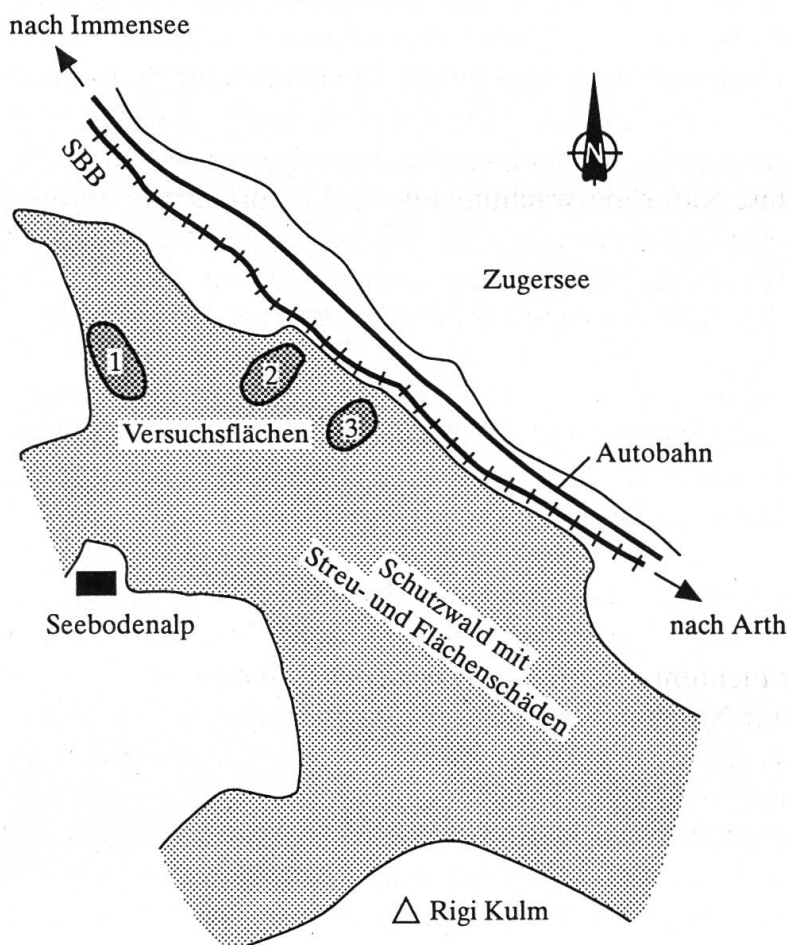 nach Immensee
SBB
N
Zugersee
1
2
3
Versuchsflächen
Autobahn
Schutzwald mit
Streu- und Flächenschäden
Seebodenalp
nach Arth
Rigi Kulm